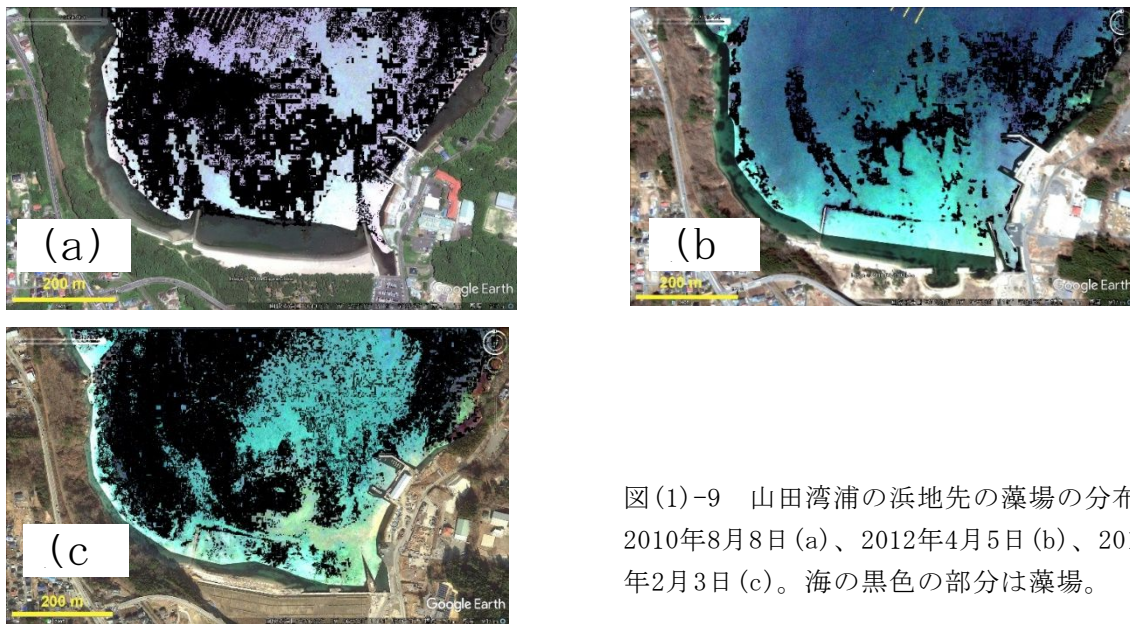 (a)
200 m
Google Earth
(b
200 m
Google Earth
(c
200 m
Google Earth
図(1)-9 山田湾浦の浜地先の藻場の分布
2010年8月8日(a)、2012年4月5日(b)、201
年2月3日(c)。海の黒色の部分は藻場。